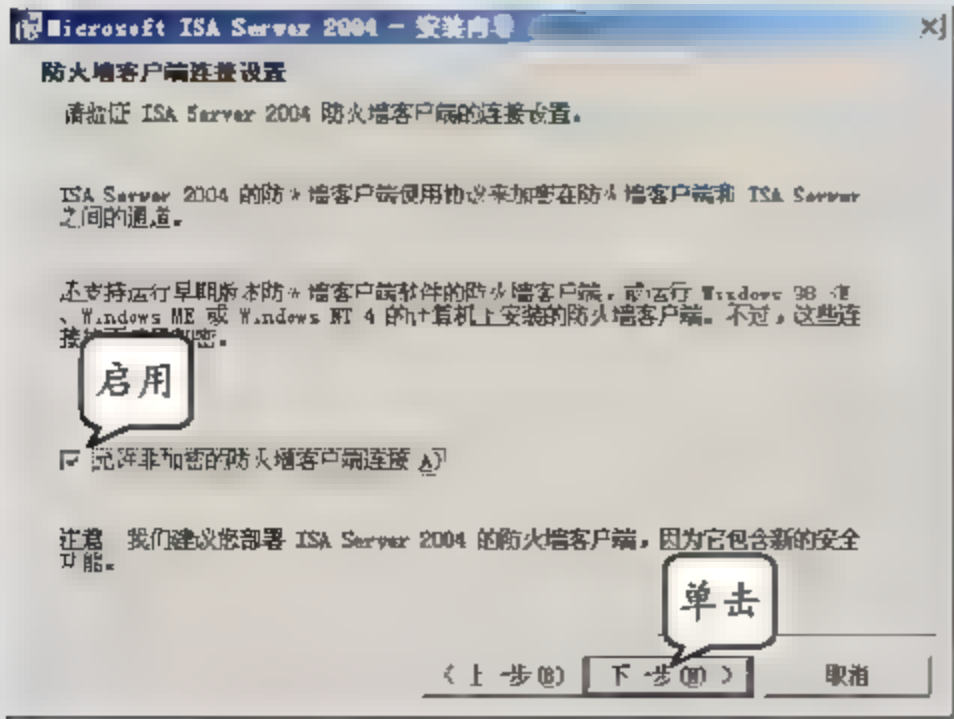 Microsoft ISA Server 2004 - 安装向导
防火墙客户端连接设置
请验证 ISA Server 2004 防火墙客户端的连接设置。
ISA Server 2004 的防火墙客户端使用协议来加密在防火墙客户端和 ISA Server
之间的通道。
还支持运行早期版本防火墙客户端软件的防火墙客户端，或运行 Windows 98
、Windows ME 或 Windows NT 4 的计算机上安装的防火墙客户端。不过，这些连
接 密。
启用
允许非加密的防火墙客户端连接 (A)
注意 我们建议您部署 ISA Server 2004 的防火墙客户端，因为它包含新的安全
功能。
单击
< 上一步(B) 下一步(N) > 取消